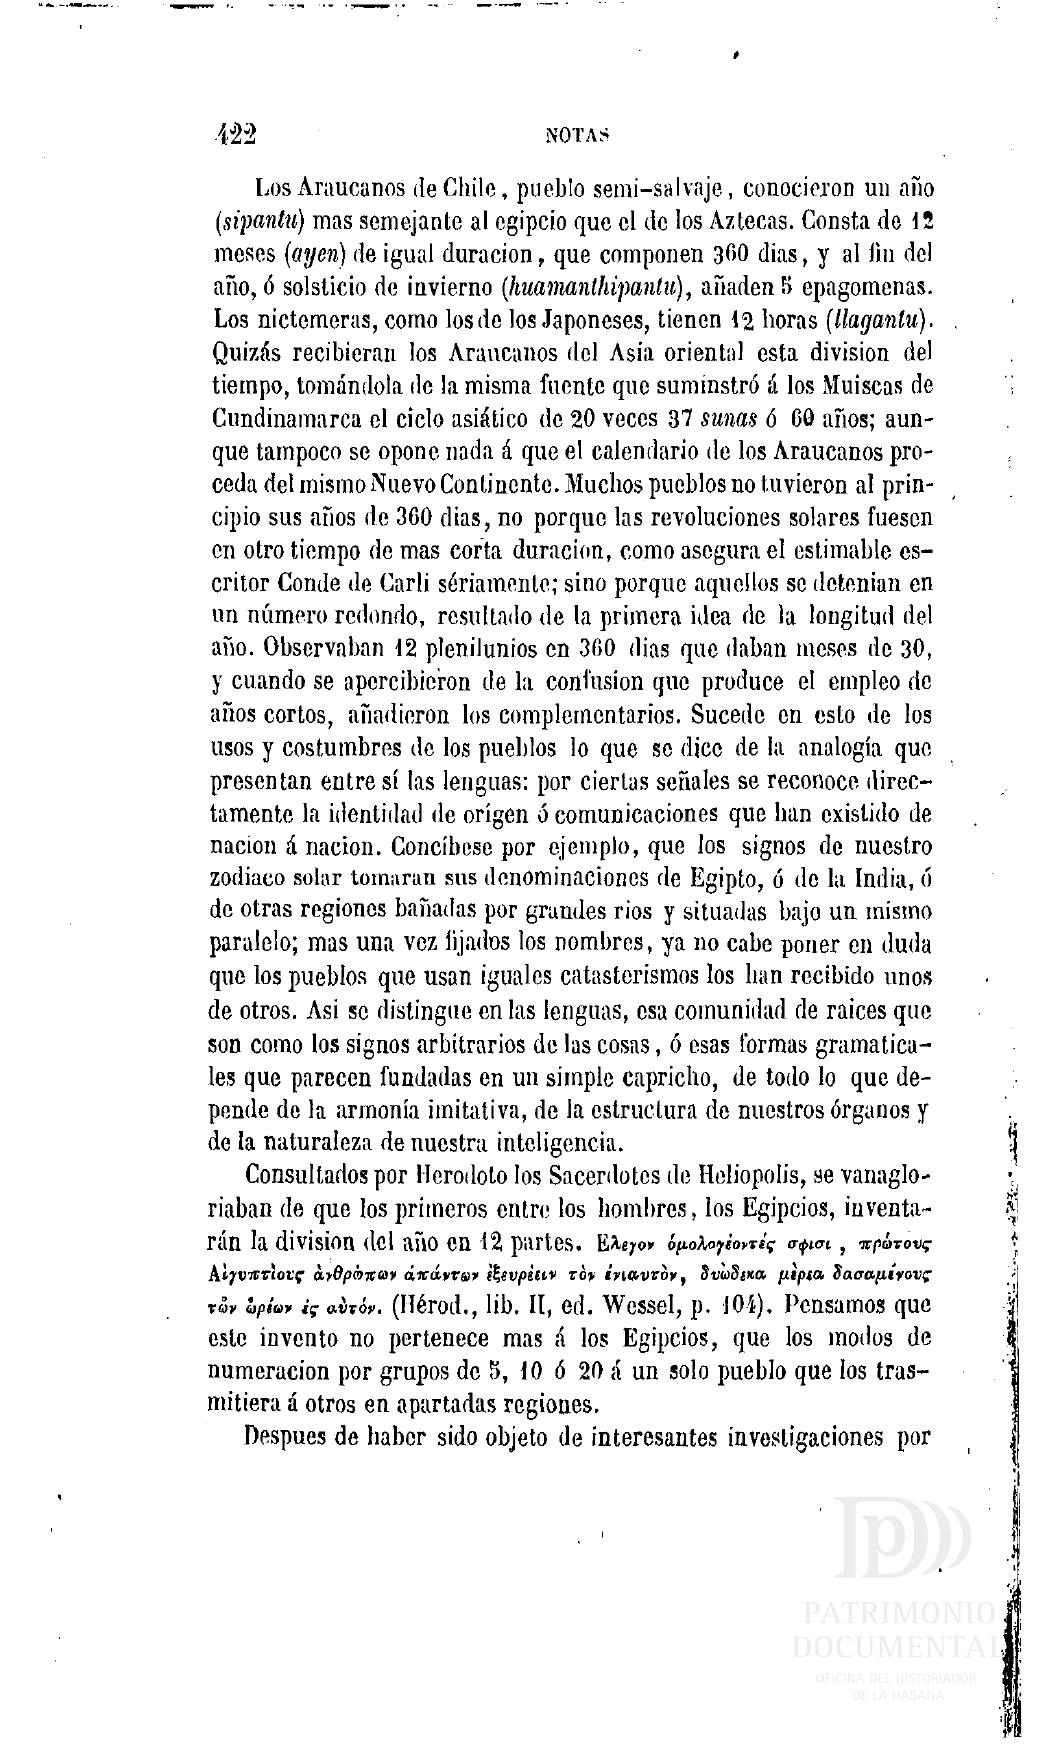 422 NOTAS
Los Araucanos de Chile, pueblo semi-salvaje, conocieron un año
(sipantu) mas semejante al egipcio que el de los Aztecas. Consta de 12
meses (ayen) de igual duracion, que componen 360 dias, y al fin del
año, ó solsticio de invierno (huamanthipantu), añaden 5 epagomenas.
Los nictemeras, como los de los Japoneses, tienen 12 horas (llagantu).
Quizás recibieran los Araucanos del Asia oriental esta division del
tiempo, tomándola de la misma fuente que suminstró á los Muiscas de
Cundinamarca el ciclo asiático de 20 veces 37 sunas ó 60 años; aun-
que tampoco se opone nada á que el calendario de los Araucanos pro-
ceda del mismo Nuevo Continente. Muchos pueblos no tuvieron al prin-
cipio sus años de 360 dias, no porque las revoluciones solares fuesen
en otro tiempo de mas corta duracion, como asegura el estimable es-
critor Conde de Carli sériamente; sino porque aquellos se detenian en
un número redondo, resultado de la primera idea de la longitud del
año. Observaban 12 plenilunios en 360 dias que daban meses de 30,
y cuando se apercibieron de la confusion que produce el empleo de
años cortos, añadieron los complementarios. Sucede en esto de los
usos y costumbres de los pueblos lo que se dice de la analogía que
presentan entre sí las lenguas: por ciertas señales se reconoce direc-
tamente la identidad de orígen ó comunicaciones que han existido de
nacion á nacion. Concíbese por ejemplo, que los signos de nuestro
zodiaco solar tomaran sus denominaciones de Egipto, ó de la India, ó
de otras regiones bañadas por grandes rios y situadas bajo un mismo
paralelo; mas una vez fijados los nombres, ya no cabe poner en duda
que los pueblos que usan iguales catasterismos los han recibido unos
de otros. Asi se distingue en las lenguas, esa comunidad de raices que
son como los signos arbitrarios de las cosas, ó esas formas gramatica-
les que parecen fundadas en un simple capricho, de todo lo que de-
pende de la armonía imitativa, de la estructura de nuestros órganos y
de la naturaleza de nuestra inteligencia.
Consultados por Herodoto los Sacerdotes de Heliopolis, se vanaglo-
riaban de que los primeros entre los hombres, los Egipcios, inventa-
rán la division del año en 12 partes. Ελεγον ὁμολογέοντές σφισι, πρώτους
Αἰγυπτίους ἀνθρώπων ἀπάντων ἐξευρέειν τὸν ἐνιαυτὸν, δυώδεκα μέρεα δασαμένους
τῶν ὡρέων ἐς αὐτόν. (Hérod., lib. II, ed. Wessel, p. 104). Pensamos que
este invento no pertenece mas á los Egipcios, que los modos de
numeracion por grupos de 5, 10 ó 20 á un solo pueblo que los tras-
mitiera á otros en apartadas regiones.
Despues de haber sido objeto de interesantes investigaciones por
PATRIMONIO
DOCUMENTAL
OFICINA DEL HISTORIADOR
DE LA HABANA